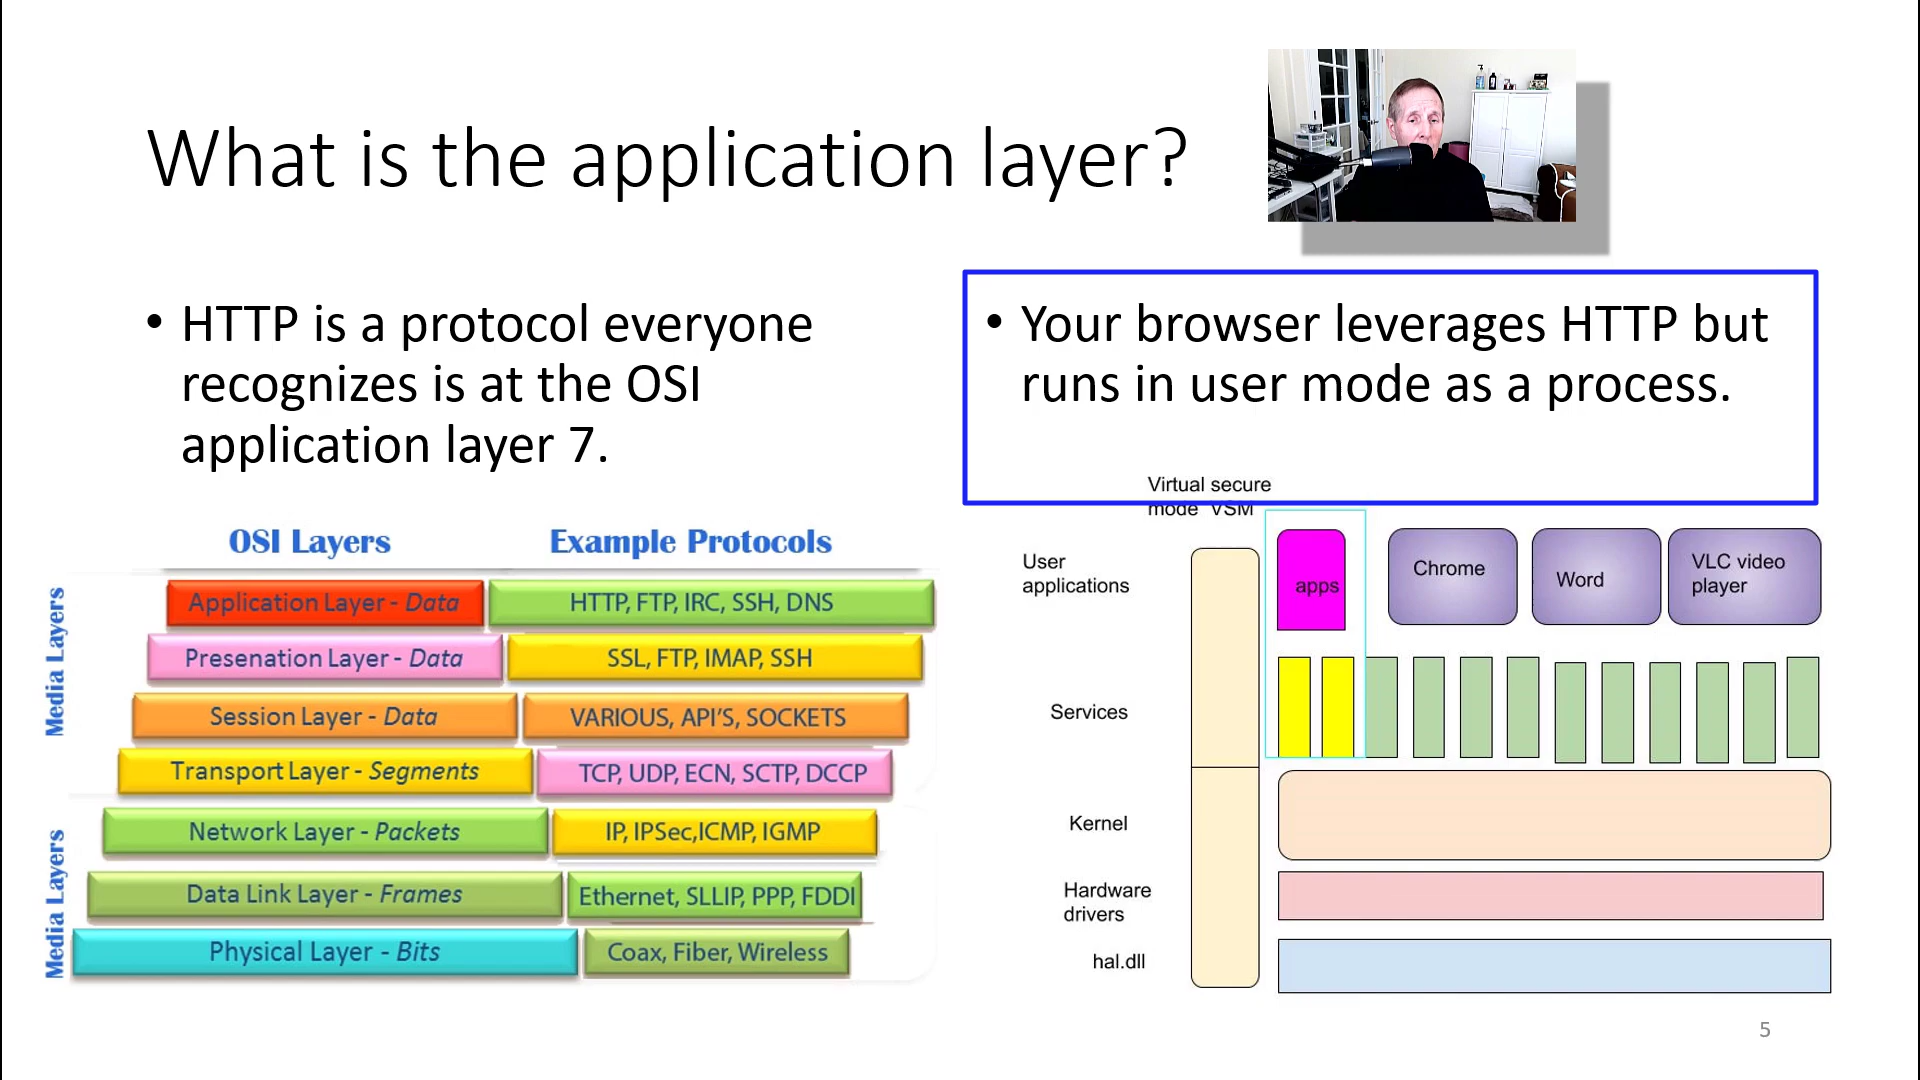 What is the application layer?
• HTTP is a protocol everyone
recognizes is at the OSI
application layer 7.
• Your browser leverages HTTP but
runs in user mode as a process.
OSI Layers
Example Protocols
Media Layers
Application Layer - Data
HTTP, FTP, IRC, SSH, DNS
Presenation Layer - Data
SSL, FTP, IMAP, SSH
Session Layer - Data
VARIOUS, API'S, SOCKETS
Transport Layer - Segments
TCP, UDP, ECN, SCTP, DCCP
Media Layers
Network Layer - Packets
IP, IPSec,ICMP, IGMP
Data Link Layer - Frames
Ethernet, SLLIP, PPP, FDDI
Physical Layer - Bits
Coax, Fiber, Wireless
Virtual secure
mode VSM
User
applications
apps
Chrome
Word
VLC video
player
Services
Kernel
Hardware
drivers
hal.dll
5